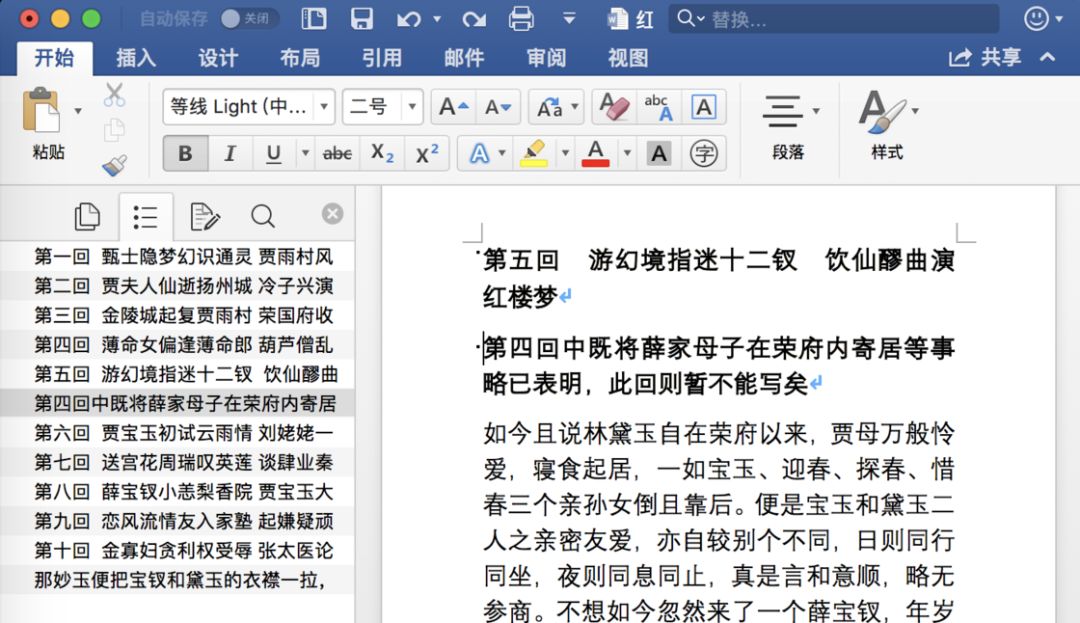 自动保存 关闭
红
替换...
开始 插入 设计 布局 引用 邮件 审阅 视图 共享
等线 Light (中... 二号 A A Aa A abc A A
粘贴 B I U abc X₂ X² A A A 字 段落 样式
第一回 甄士隐梦幻识通灵 贾雨村风
第二回 贾夫人仙逝扬州城 冷子兴演
第三回 金陵城起复贾雨村 荣国府收
第四回 薄命女偏逢薄命郎 葫芦僧乱
第五回 游幻境指迷十二钗 饮仙醪曲
第四回中既将薛家母子在荣府内寄居
第六回 贾宝玉初试云雨情 刘姥姥一
第七回 送宫花周瑞叹英莲 谈肆业秦
第八回 薛宝钗小恙梨香院 贾宝玉大
第九回 恋风流情友入家塾 起嫌疑顽
第十回 金寡妇贪利权受辱 张太医论
那妙玉便把宝钗和黛玉的衣襟一拉，
第五回 游幻境指迷十二钗 饮仙醪曲演
红楼梦
第四回中既将薛家母子在荣府内寄居等事
略已表明，此回则暂不能写矣
如今且说林黛玉自在荣府以来，贾母万般怜
爱，寝食起居，一如宝玉、迎春、探春、惜
春三个亲孙女倒且靠后。便是宝玉和黛玉二
人之亲密友爱，亦自较别个不同，日则同行
同坐，夜则同息同止，真是言和意顺，略无
参商。不想如今忽然来了一个薛宝钗，年岁